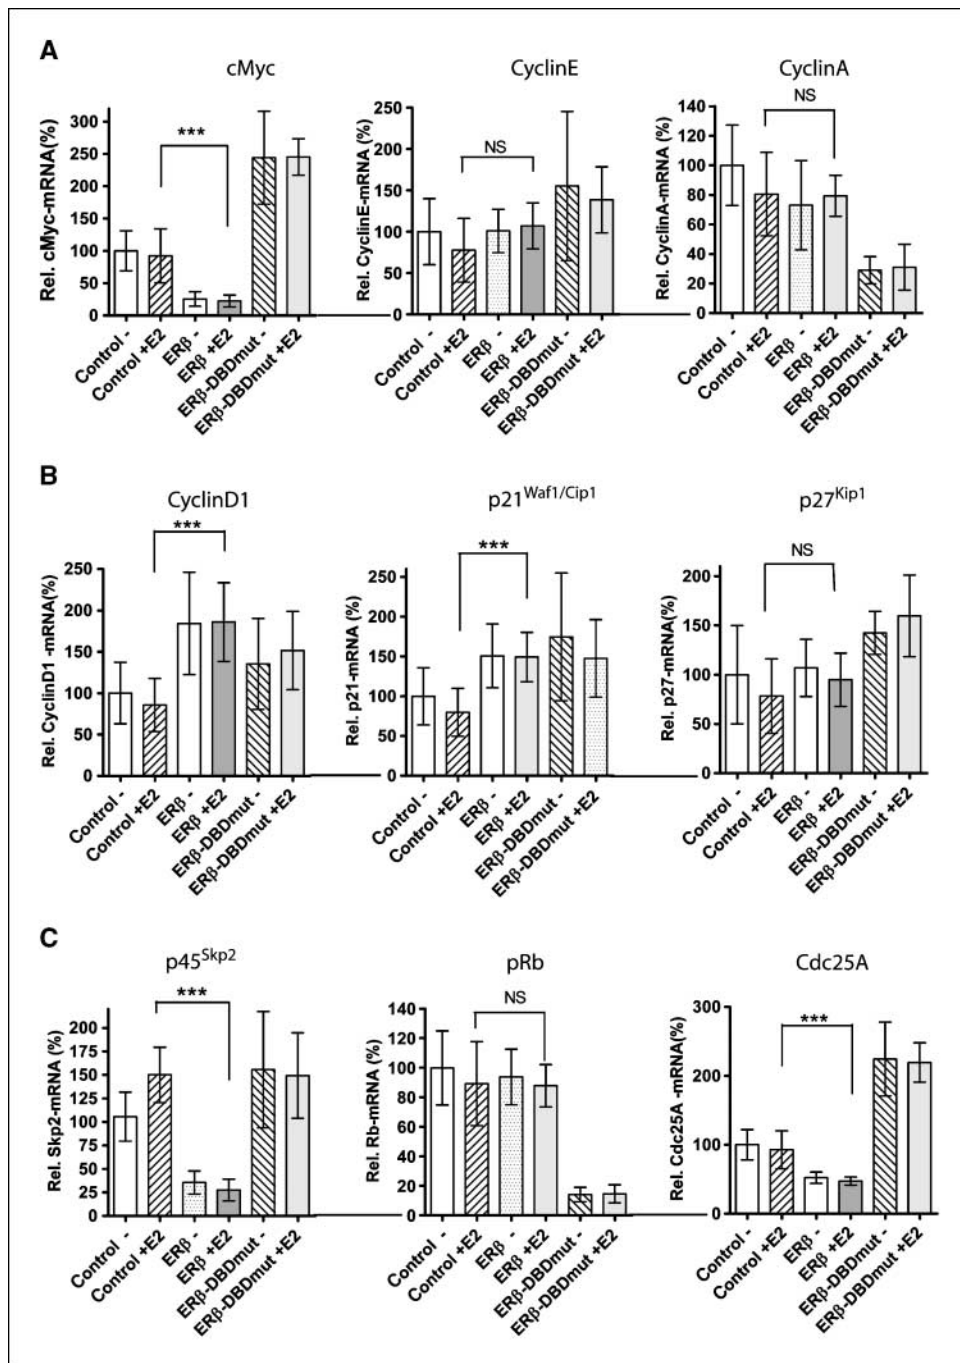 A
cMyc
CyclinE
CyclinA
Rel. cMyc-mRNA(%)
300
250
200
150
100
50
0
***
Control -
Control +E2
ERβ -
ERβ +E2
ERβ-DBDmut -
ERβ-DBDmut +E2
Rel. CyclinE-mRNA (%)
250
200
150
100
50
0
NS
Control -
Control +E2
ERβ -
ERβ +E2
ERβ-DBDmut -
ERβ-DBDmut +E2
Rel. CyclinA-mRNA (%)
140
120
100
80
60
40
20
0
NS
Control -
Control +E2
ERβ -
ERβ +E2
ERβ-DBDmut -
ERβ-DBDmut +E2
B
CyclinD1
p21Waf1/Cip1
p27Kip1
Rel. CyclinD1 -mRNA(%)
250
200
150
100
50
0
***
Control -
Control +E2
ERβ -
ERβ +E2
ERβ-DBDmut -
ERβ-DBDmut +E2
Rel. p21-mRNA(%)
250
200
150
100
50
0
***
Control -
Control +E2
ERβ -
ERβ +E2
ERβ-DBDmut -
ERβ-DBDmut +E2
Rel. p27-mRNA(%)
200
150
100
50
0
NS
Control -
Control +E2
ERβ -
ERβ +E2
ERβ-DBDmut -
ERβ-DBDmut +E2
C
p45Skp2
pRb
Cdc25A
Rel. Skp2-mRNA (%)
200
175
150
125
100
75
50
25
0
***
Control -
Control +E2
ERβ -
ERβ +E2
ERβ-DBDmut -
ERβ-DBDmut +E2
Rel. Rb-mRNA (%)
140
120
100
80
60
40
20
0
NS
Control -
Control +E2
ERβ -
ERβ +E2
ERβ-DBDmut -
ERβ-DBDmut +E2
Rel. Cdc25A -mRNA(%)
300
200
100
0
***
Control -
Control +E2
ERβ -
ERβ +E2
ERβ-DBDmut -
ERβ-DBDmut +E2